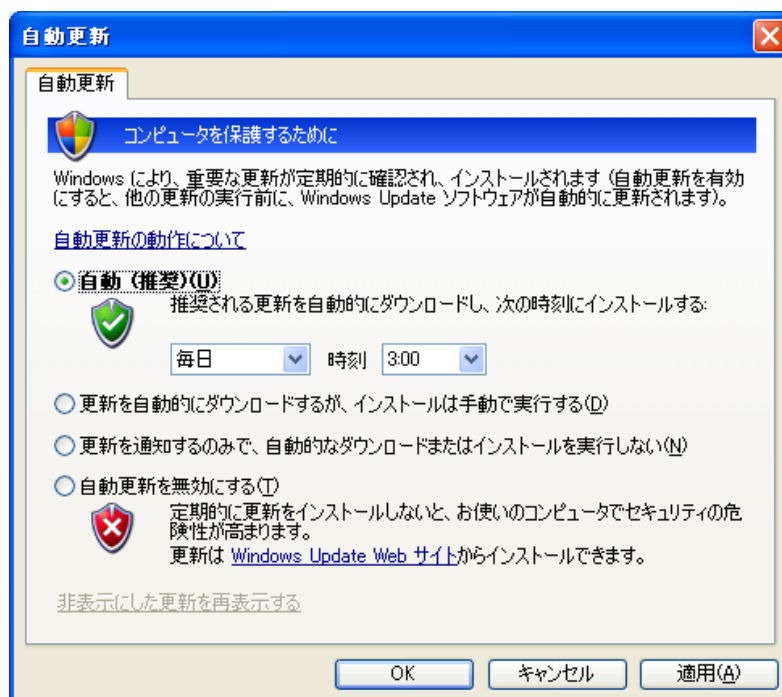 自動更新
自動更新
コンピュータを保護するために
Windows により、重要な更新が定期的に確認され、インストールされます (自動更新を有効
にすると、他の更新の実行前に、Windows Update ソフトウェアが自動的に更新されます)。
自動更新の動作について
自動 (推奨)(U)
推奨される更新を自動的にダウンロードし、次の時刻にインストールする:
毎日 時刻 3:00
更新を自動的にダウンロードするが、インストールは手動で実行する(D)
更新を通知するのみで、自動的なダウンロードまたはインストールを実行しない(N)
自動更新を無効にする(T)
定期的に更新をインストールしないと、お使いのコンピュータでセキュリティの危
険性が高まります。
更新は Windows Update Web サイトからインストールできます。
非表示にした更新を再表示する
OK キャンセル 適用(A)